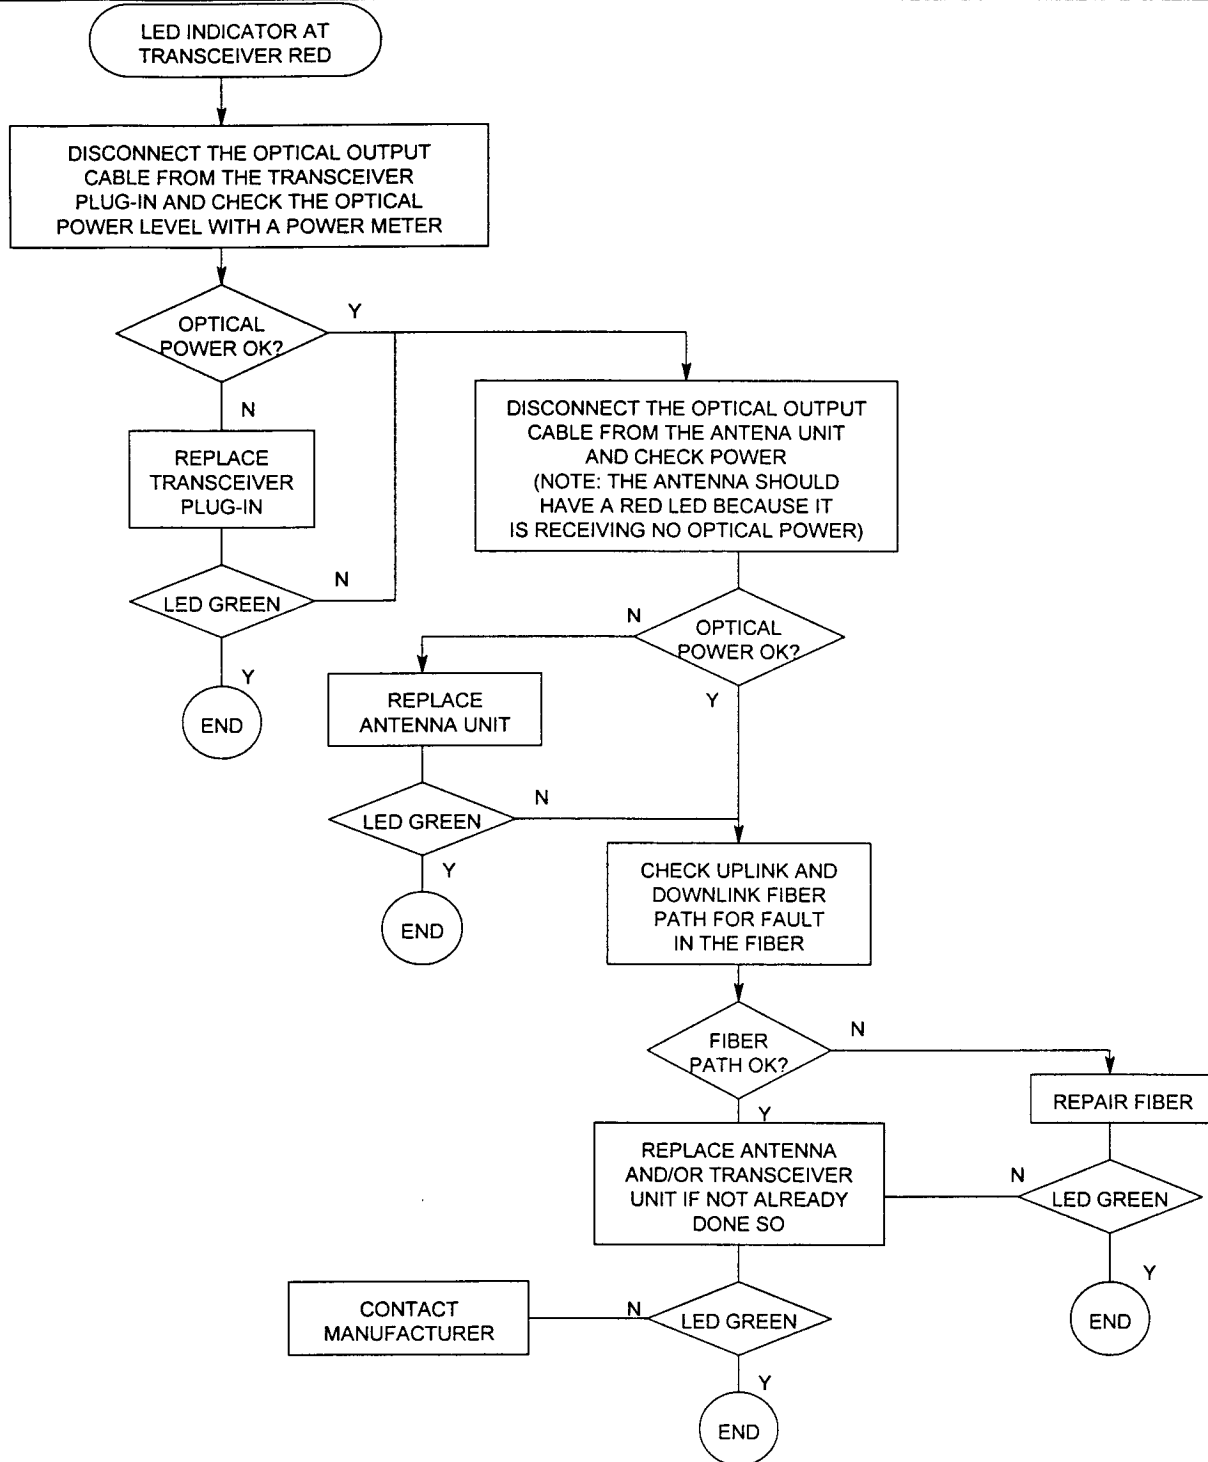 LED INDICATOR AT
TRANSCEIVER RED
DISCONNECT THE OPTICAL OUTPUT
CABLE FROM THE TRANSCEIVER
PLUG-IN AND CHECK THE OPTICAL
POWER LEVEL WITH A POWER METER
OPTICAL
POWER OK?
Y
N
REPLACE
TRANSCEIVER
PLUG-IN
LED GREEN
N
Y
END
DISCONNECT THE OPTICAL OUTPUT
CABLE FROM THE ANTENA UNIT
AND CHECK POWER
(NOTE: THE ANTENNA SHOULD
HAVE A RED LED BECAUSE IT
IS RECEIVING NO OPTICAL POWER)
OPTICAL
POWER OK?
N
Y
REPLACE
ANTENNA UNIT
LED GREEN
N
Y
END
CHECK UPLINK AND
DOWNLINK FIBER
PATH FOR FAULT
IN THE FIBER
FIBER
PATH OK?
N
Y
REPAIR FIBER
LED GREEN
N
Y
END
REPLACE ANTENNA
AND/OR TRANSCEIVER
UNIT IF NOT ALREADY
DONE SO
LED GREEN
N
Y
CONTACT
MANUFACTURER
END